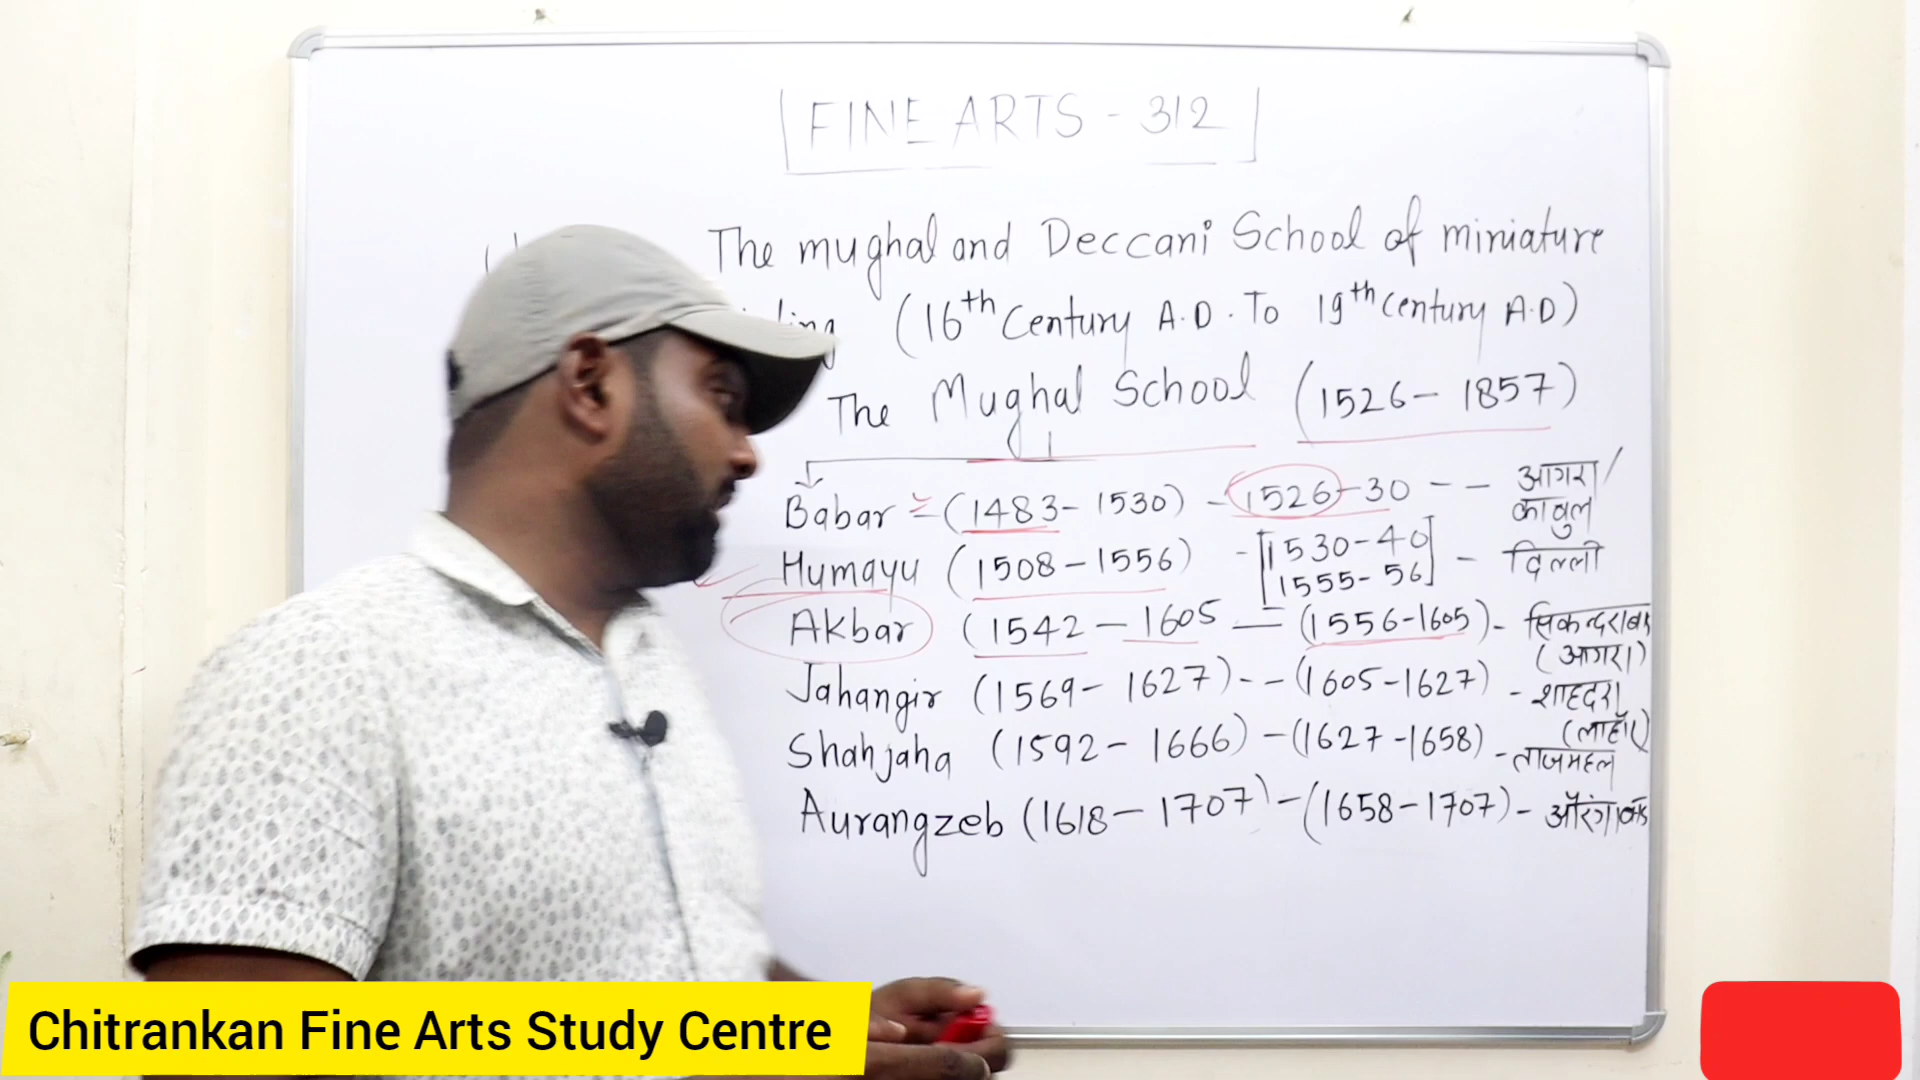 FINE ARTS - 312
The mughal and Deccani School of miniature
(16th Century A.D. To 19th Century A.D)
The Mughal School (1526 - 1857)
Babar = (1483 - 1530) - 1526 - 30 - - आगरा/
काबुल
Humayu (1508 - 1556) - [1530 - 40
1555 - 56] - दिल्ली
Akbar (1542 - 1605 - (1556-1605) - सिकन्दराबाद
(आगरा)
Jahangir (1569 - 1627) - - (1605-1627) - शाहदरा
(लाहौर)
Shahjaha (1592 - 1666) - (1627-1658) - ताजमहल
Aurangzeb (1618 - 1707) - (1658 - 1707) -
Chitrankan Fine Arts Study Centre